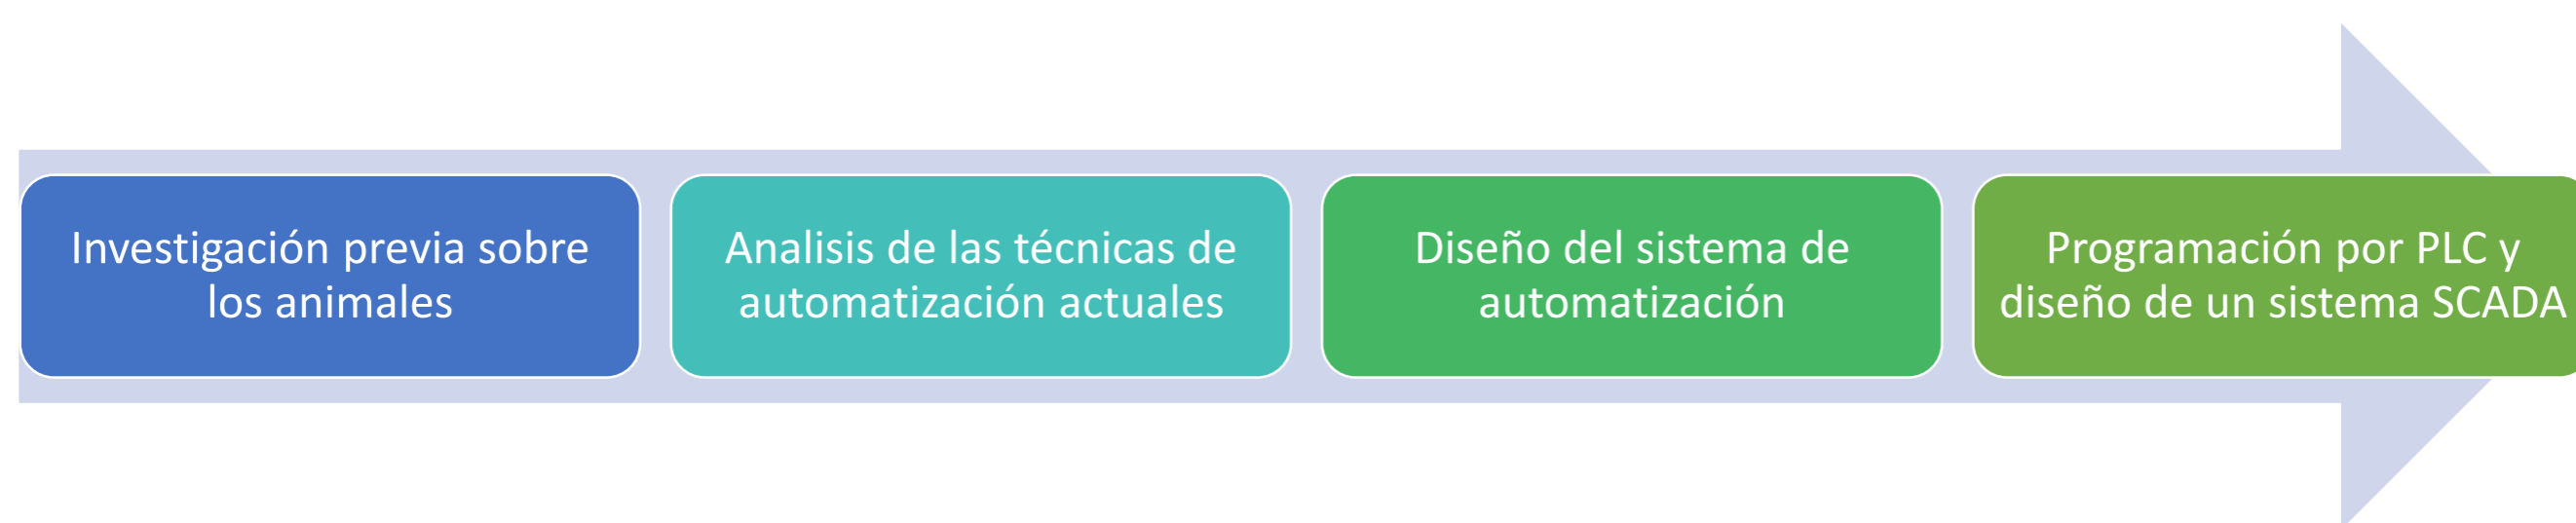 Investigación previa sobre
los animales
Analisis de las técnicas de
automatización actuales
Diseño del sistema de
automatización
Programación por PLC y
diseño de un sistema SCADA